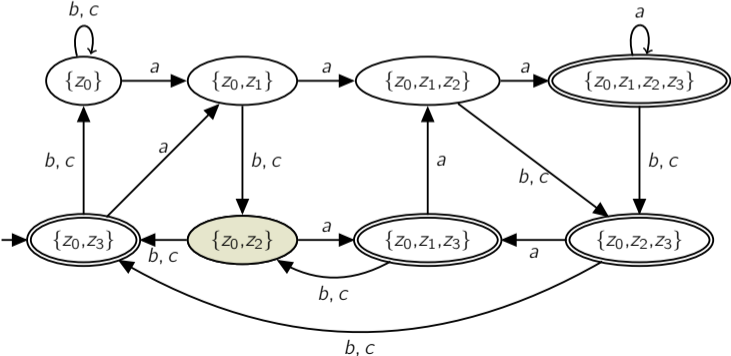 b, c
a
{z0}
a
{z0,z1}
a
{z0,z1,z2}
a
{z0,z1,z2,z3}
b, c
a
b, c
a
b, c
b, c
{z0,z3}
b, c
{z0,z2}
a
{z0,z1,z3}
a
{z0,z2,z3}
b, c
b, c